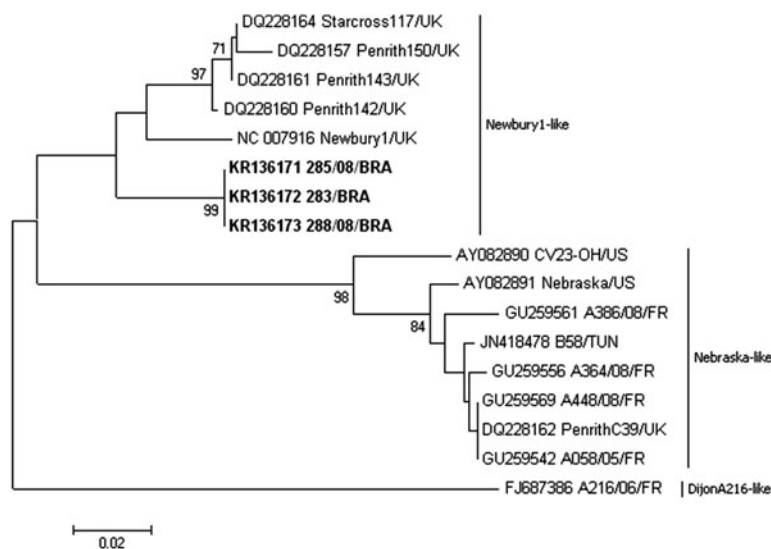 DQ228164 Starcross117/UK
71
DQ228157 Penrith150/UK
97
DQ228161 Penrith143/UK
DQ228160 Penrith142/UK
Newbury1-like
NC 007916 Newbury1/UK
KR136171 285/08/BRA
KR136172 283/BRA
99
KR136173 288/08/BRA
AY082890 CV23-OH/US
98
AY082891 Nebraska/US
84
GU259561 A386/08/FR
JN418478 B58/TUN
Nebraska-like
GU259556 A364/08/FR
GU259569 A448/08/FR
DQ228162 PenrithC39/UK
GU259542 A058/05/FR
FJ687386 A216/06/FR
DijonA216-like
0.02